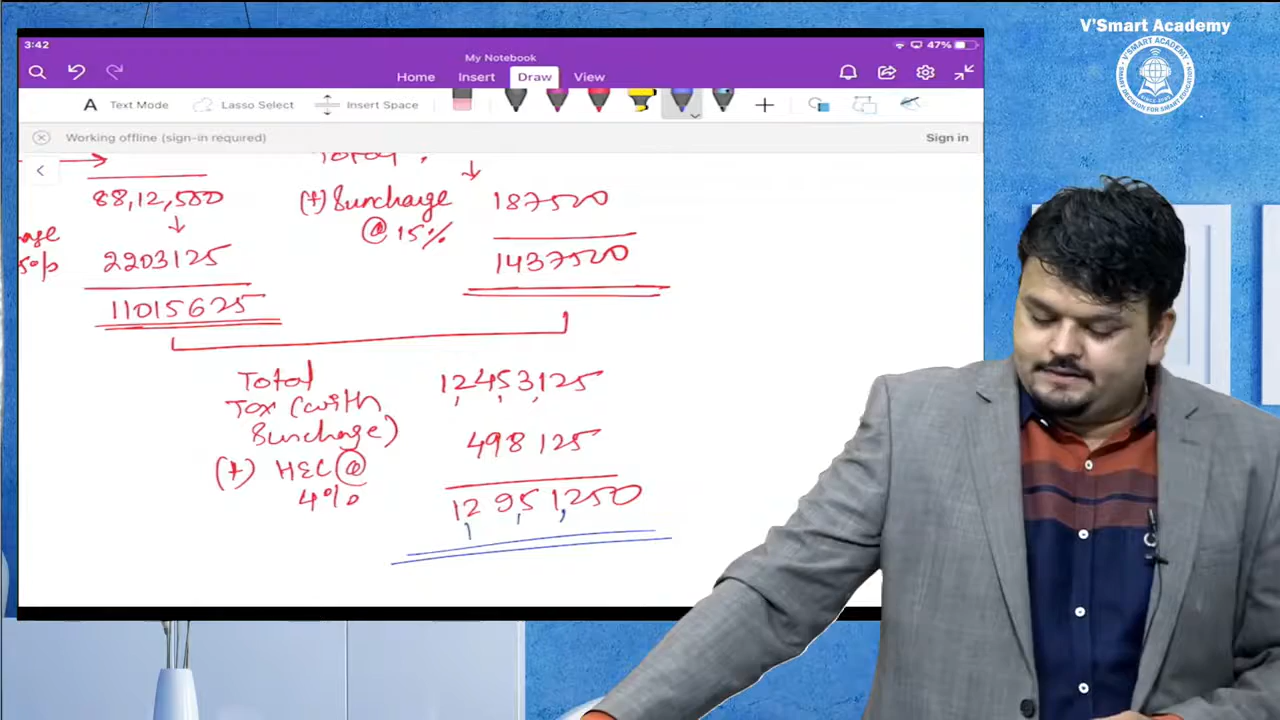 V'Smart Academy
3:42
47%
My Notebook
Home Insert Draw View
A Text Mode Lasso Select Insert Space
Working offline (sign-in required) Sign in
Total
88,12,500
2203125
11015625
(+) Surcharge 187500
@ 15%
1437500
Total 12453125
Tax (with
Surcharge)
498125
(+) H&EC @
4%
12951250